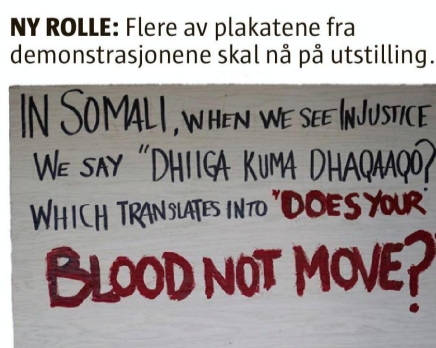 NY ROLLE: Flere av plakatene fra
demonstrasjonene skal nå på utstilling.
IN SOMALI, WHEN WE SEE INJUSTICE
WE SAY "DHIIGA KUMA DHAQAAQO?
WHICH TRANSLATES INTO "DOES YOUR
BLOOD NOT MOVE?"